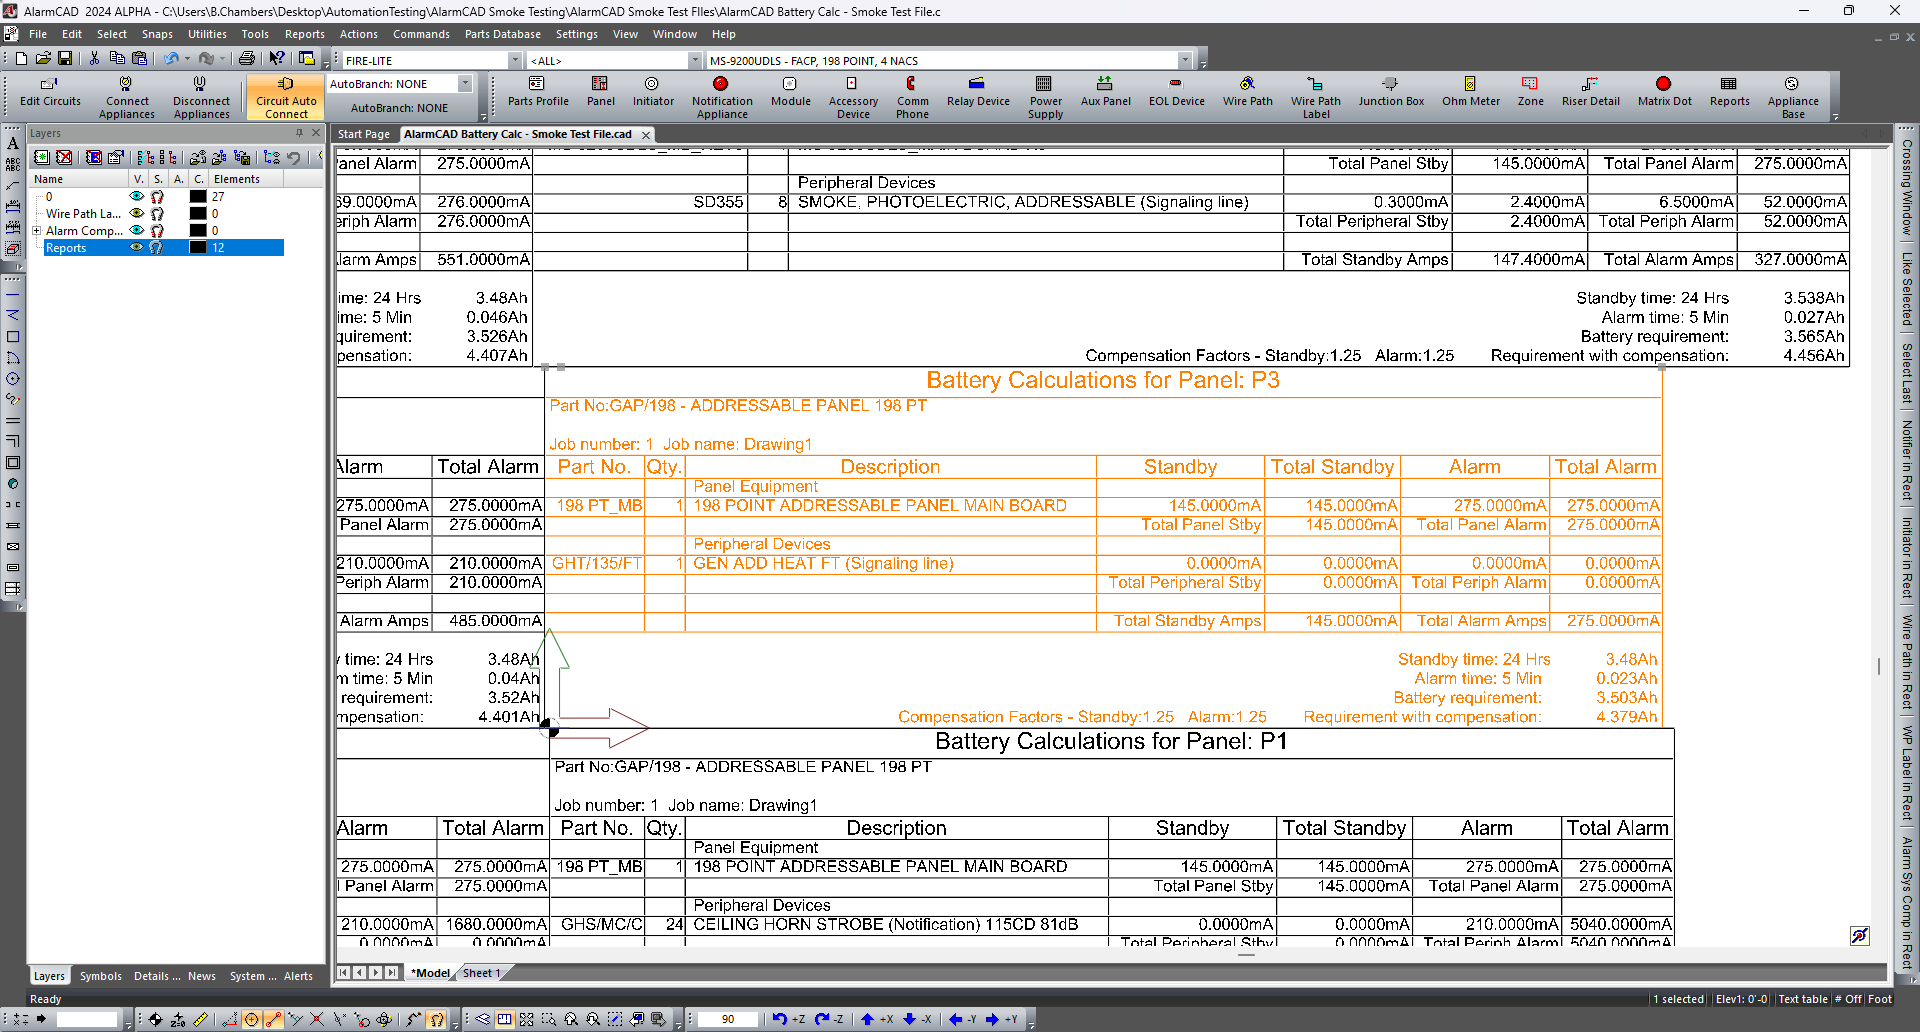 AlarmCAD 2024 ALPHA - C:\Users\B.Chambers\Desktop\AutomationTesting\AlarmCAD Smoke Testing\AlarmCAD Smoke Test FIles\AlarmCAD Battery Calc - Smoke Test File.c
File Edit Select Snaps Utilities Tools Reports Actions Commands Parts Database Settings View Window Help
FIRE-LITE <ALL> MS-9200UDLS - FACP, 198 POINT, 4 NACS
Edit Circuits Connect Appliances Disconnect Appliances Circuit Auto Connect AutoBranch: NONE
AutoBranch: NONE
Parts Profile Panel Initiator Notification Appliance Module Accessory Device Comm Phone Relay Device Power Supply Aux Panel EOL Device Wire Path Wire Path Label Junction Box Ohm Meter Zone Riser Detail Matrix Dot Reports Appliance Base
Layers
Start Page AlarmCAD Battery Calc - Smoke Test File.cad
Name V. S. A. C. Elements
0 27
Wire Path La... 0
Alarm Comp... 0
Reports 12
anel Alarm 275.0000mA Total Panel Stby 145.0000mA Total Panel Alarm 275.0000mA
Peripheral Devices
69.0000mA 276.0000mA SD355 8 SMOKE, PHOTOELECTRIC, ADDRESSABLE (Signaling line) 0.3000mA 2.4000mA 6.5000mA 52.0000mA
eriph Alarm 276.0000mA Total Peripheral Stby 2.4000mA Total Periph Alarm 52.0000mA
larm Amps 551.0000mA Total Standby Amps 147.4000mA Total Alarm Amps 327.0000mA
ime: 24 Hrs 3.48Ah Standby time: 24 Hrs 3.538Ah
ime: 5 Min 0.046Ah Alarm time: 5 Min 0.027Ah
quirement: 3.526Ah Battery requirement: 3.565Ah
pensation: 4.407Ah Compensation Factors - Standby:1.25 Alarm:1.25 Requirement with compensation: 4.456Ah
Battery Calculations for Panel: P3
Part No:GAP/198 - ADDRESSABLE PANEL 198 PT
Job number: 1 Job name: Drawing1
Alarm Total Alarm Part No. Qty. Description Standby Total Standby Alarm Total Alarm
Panel Equipment
275.0000mA 275.0000mA 198 PT_MB 1 198 POINT ADDRESSABLE PANEL MAIN BOARD 145.0000mA 145.0000mA 275.0000mA 275.0000mA
Panel Alarm 275.0000mA Total Panel Stby 145.0000mA Total Panel Alarm 275.0000mA
Peripheral Devices
210.0000mA 210.0000mA GHT/135/FT 1 GEN ADD HEAT FT (Signaling line) 0.0000mA 0.0000mA 0.0000mA 0.0000mA
Periph Alarm 210.0000mA Total Peripheral Stby 0.0000mA Total Periph Alarm 0.0000mA
Alarm Amps 485.0000mA Total Standby Amps 145.0000mA Total Alarm Amps 275.0000mA
time: 24 Hrs 3.48Ah Standby time: 24 Hrs 3.48Ah
m time: 5 Min 0.04Ah Alarm time: 5 Min 0.023Ah
requirement: 3.52Ah Battery requirement: 3.503Ah
mpensation: 4.401Ah Compensation Factors - Standby:1.25 Alarm:1.25 Requirement with compensation: 4.379Ah
Battery Calculations for Panel: P1
Part No:GAP/198 - ADDRESSABLE PANEL 198 PT
Job number: 1 Job name: Drawing1
Alarm Total Alarm Part No. Qty. Description Standby Total Standby Alarm Total Alarm
Panel Equipment
275.0000mA 275.0000mA 198 PT_MB 1 198 POINT ADDRESSABLE PANEL MAIN BOARD 145.0000mA 145.0000mA 275.0000mA 275.0000mA
l Panel Alarm 275.0000mA Total Panel Stby 145.0000mA Total Panel Alarm 275.0000mA
Peripheral Devices
210.0000mA 1680.0000mA GHS/MC/C 24 CEILING HORN STROBE (Notification) 115CD 81dB 0.0000mA 0.0000mA 210.0000mA 5040.0000mA
0.0000mA 0.0000mA Total Peripheral Stby 0.0000mA Total Periph Alarm 5040.0000mA
Crossing Window
Like Selected
Select Last
Notifier in Rect
Initiator in Rect
Wire Path in Rect
WP Label in Rect
Alarm Sys Comp in Rect
Layers Symbols Details ... News System ... Alerts
*Model Sheet 1
Ready 1 selected Elev1: 0'-0 Text table # Off Foot
90 +Z -Z +X -X -Y +Y